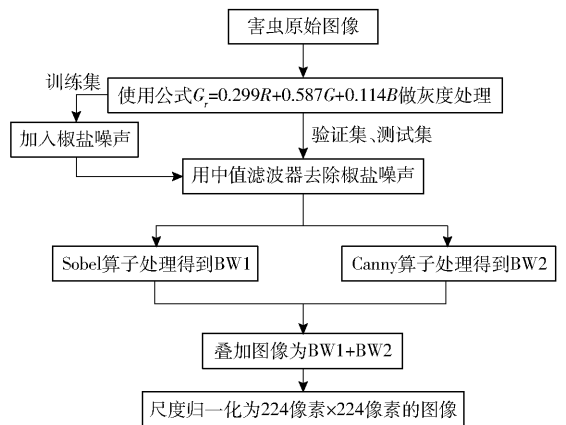 害虫原始图像
训练集
使用公式Gr=0.299R+0.587G+0.114B做灰度处理
加入椒盐噪声
验证集、测试集
用中值滤波器去除椒盐噪声
Sobel算子处理得到BW1
Canny算子处理得到BW2
叠加图像为BW1+BW2
尺度归一化为224像素×224像素的图像